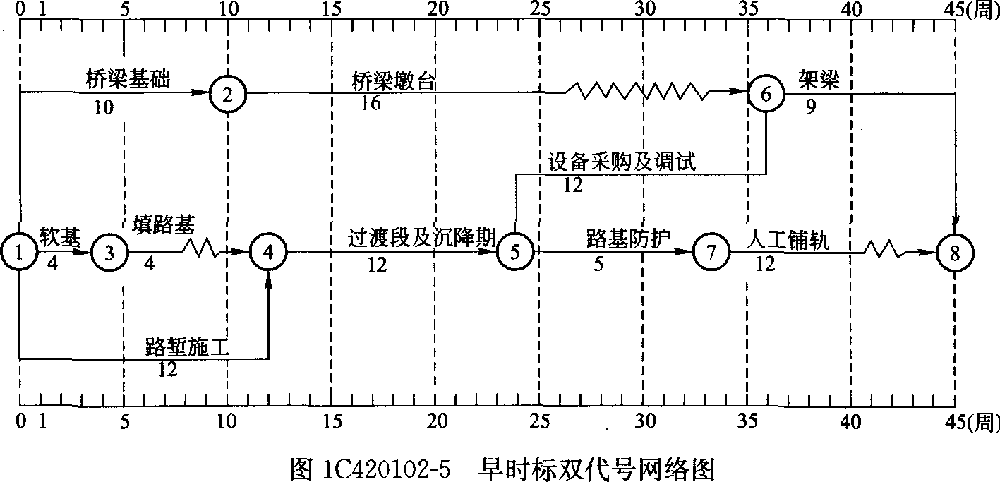 0 1 5 10 15 20 25 30 35 40 45(周)
桥梁基础 桥梁墩台 架梁
① ② ⑥
10 16 9
设备采购及调试
12
软基 填路基 过渡段及沉降期 路基防护 人工铺轨
① ③ ④ ⑤ ⑦ ⑧
4 4 12 5 12
路堑施工
12
0 1 5 10 15 20 25 30 35 40 45(周)
图 1C420102-5 早时标双代号网络图